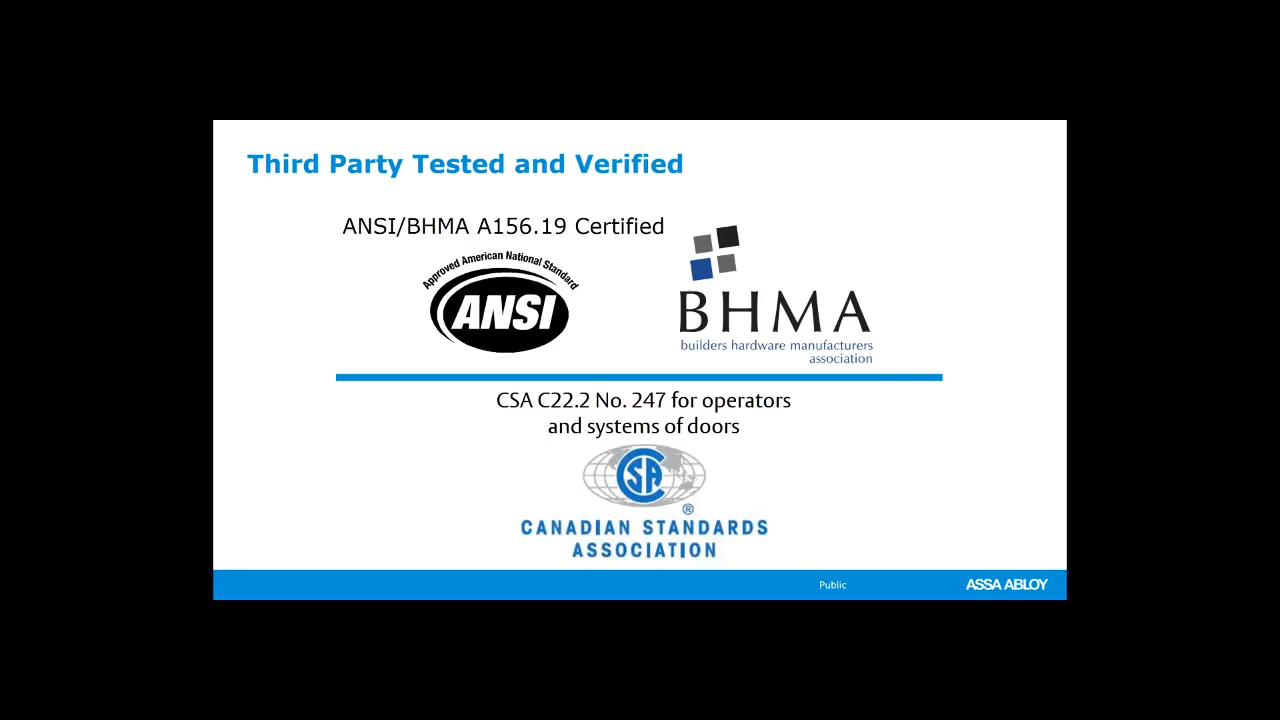 Third Party Tested and Verified
ANSI/BHMA A156.19 Certified
Approved American National Standard
ANSI
BHMA
builders hardware manufacturers
association
CSA C22.2 No. 247 for operators
and systems of doors
CSA
®
CANADIAN STANDARDS
ASSOCIATION
Public
ASSA ABLOY